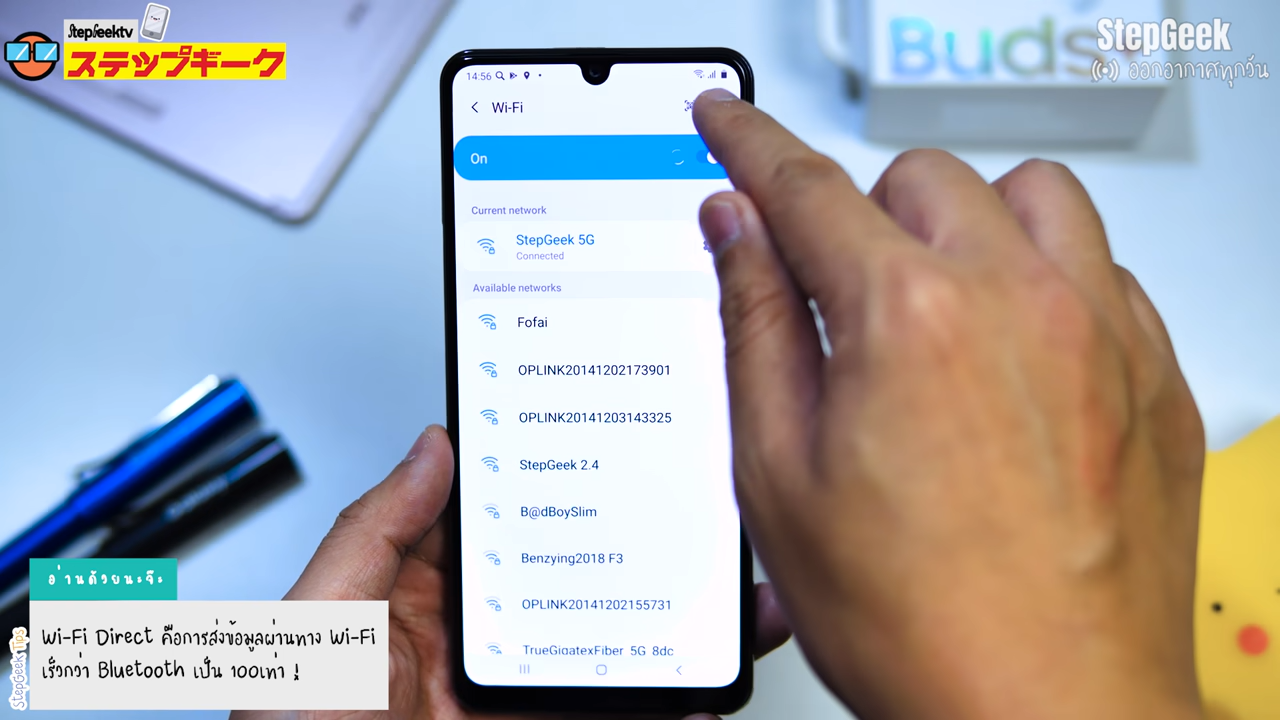 StepGeektv
ステップギーク
Buds
StepGeek
ออกอากาศทุกวัน
14:56
Wi-Fi
On
Current network
StepGeek 5G
Connected
Available networks
Fofai
OPLINK20141202173901
OPLINK20141203143325
StepGeek 2.4
B@dBoySlim
Benzying2018 F3
OPLINK20141202155731
TrueGigatexFiber_5G_8dc
อ่านด้วยนะจ๊ะ
Wi-Fi Direct คือการส่งข้อมูลผ่านทาง Wi-Fi
เร็วกว่า Bluetooth เป็น 100เท่า !
StepGeek Tips